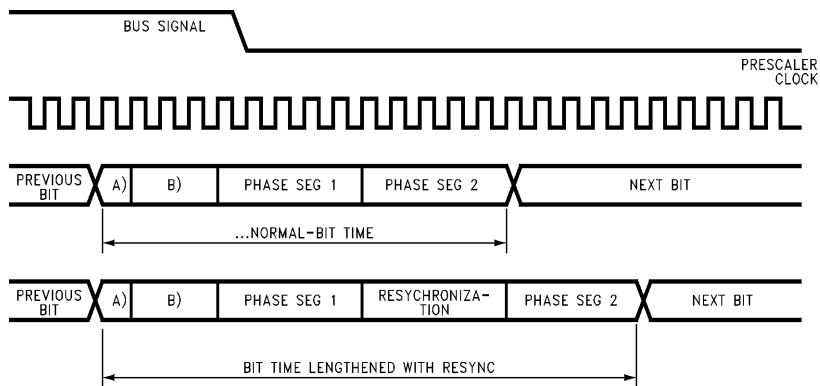 BUS SIGNAL
PRESCALER
CLOCK
PREVIOUS
BIT
A)
B)
PHASE SEG 1
PHASE SEG 2
NEXT BIT
...NORMAL-BIT TIME
PREVIOUS
BIT
A)
B)
PHASE SEG 1
RESYCHRONIZA-
TION
PHASE SEG 2
NEXT BIT
BIT TIME LENGTHENED WITH RESYNC